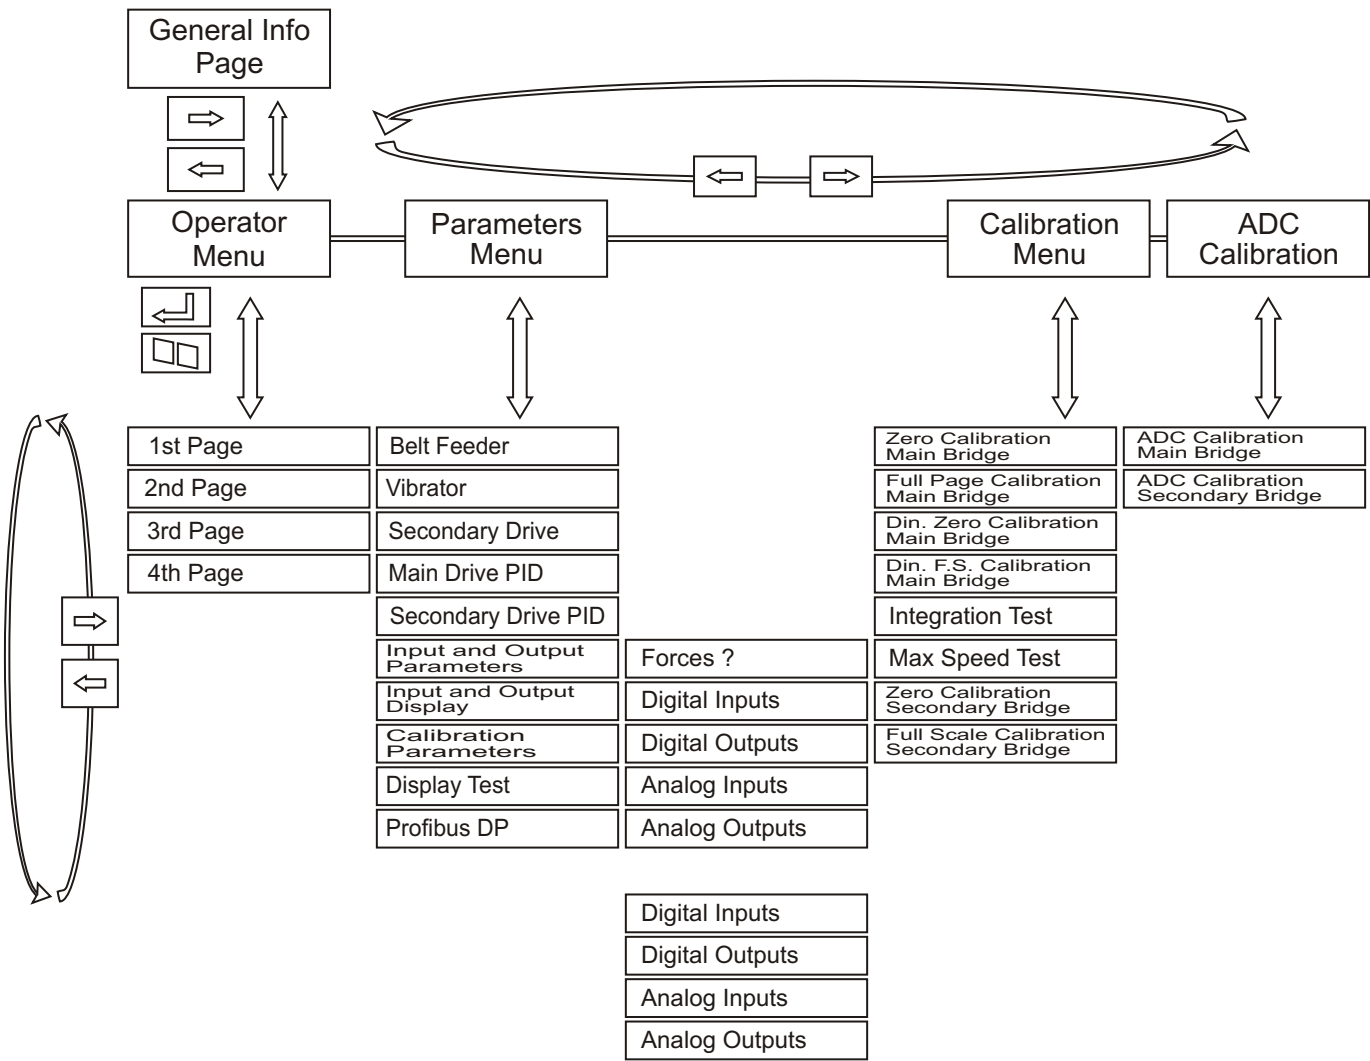 General Info
Page
Operator
Menu
Parameters
Menu
Calibration
Menu
ADC
Calibration
1st Page
2nd Page
3rd Page
4th Page
Belt Feeder
Vibrator
Secondary Drive
Main Drive PID
Secondary Drive PID
Input and Output
Parameters
Input and Output
Display
Calibration
Parameters
Display Test
Profibus DP
Forces ?
Digital Inputs
Digital Outputs
Analog Inputs
Analog Outputs
Digital Inputs
Digital Outputs
Analog Inputs
Analog Outputs
Zero Calibration
Main Bridge
Full Page Calibration
Main Bridge
Din. Zero Calibration
Main Bridge
Din. F.S. Calibration
Main Bridge
Integration Test
Max Speed Test
Zero Calibration
Secondary Bridge
Full Scale Calibration
Secondary Bridge
ADC Calibration
Main Bridge
ADC Calibration
Secondary Bridge